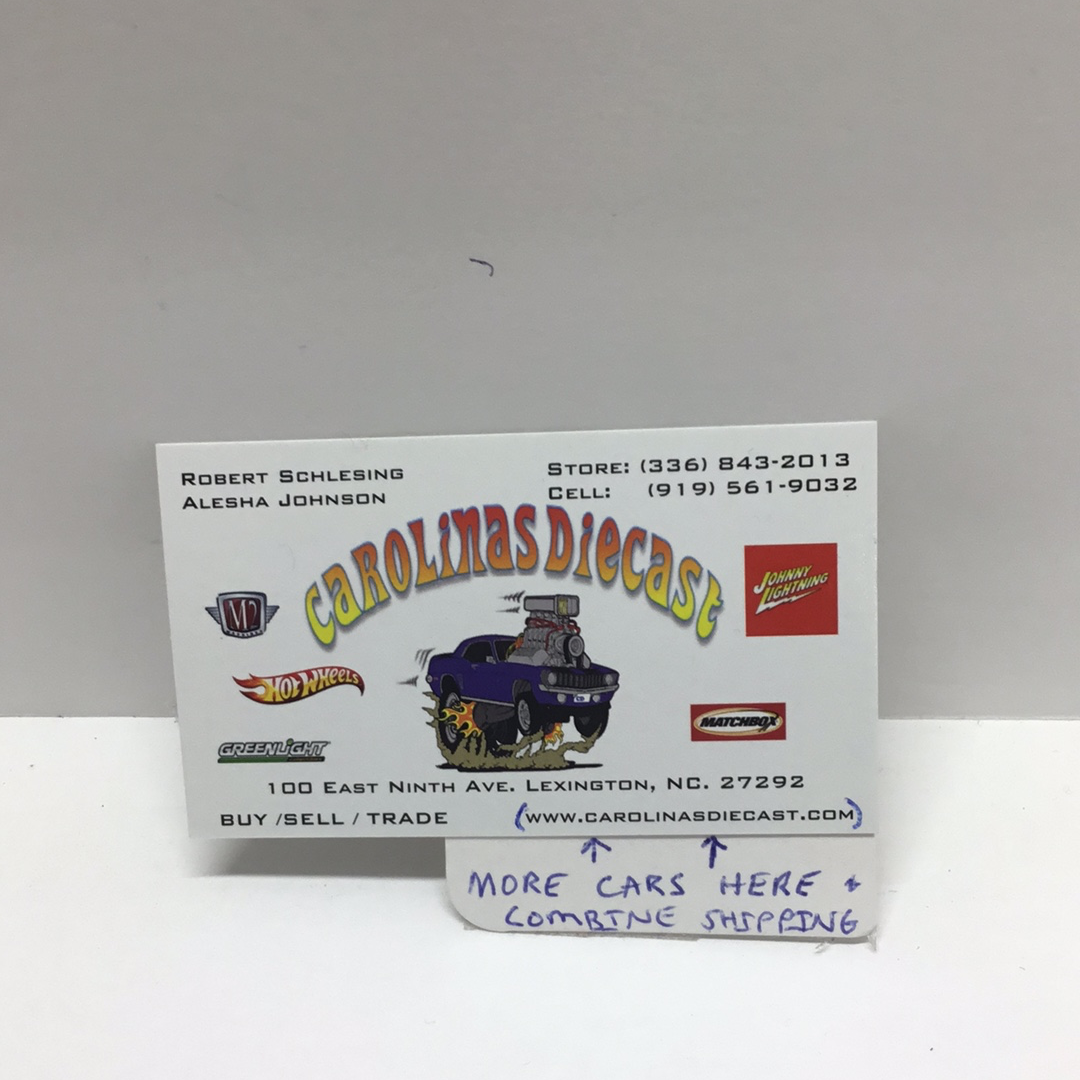 ROBERT SCHLESING
ALESHA JOHNSON
STORE: (336) 843-2013
CELL: (919) 561-9032
CAROLINAS DIECAST
M2
JOHNNY
LIGHTNING
HOT WHEELS
MATCHBOX
GREENLIGHT
100 EAST NINTH AVE. LEXINGTON, NC. 27292
BUY /SELL / TRADE
(WWW.CAROLINASDIECAST.COM)
MORE CARS HERE +
COMBINE SHIPPING